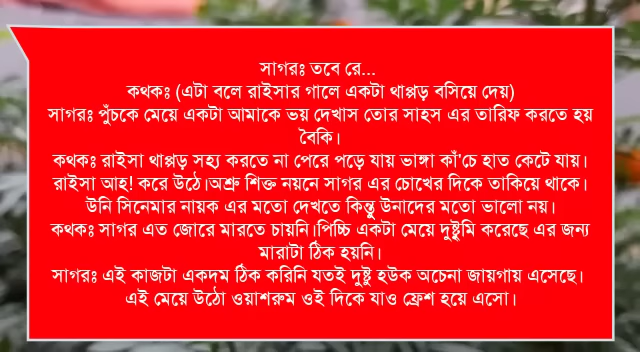 সাগরঃ তবে রে...
কথকঃ (এটা বলে রাইসার গালে একটা থাপ্পড় বসিয়ে দেয়)
সাগরঃ পুঁচকে মেয়ে একটা আমাকে ভয় দেখাস তোর সাহস এর তারিফ করতে হয়
বৈকি।
কথকঃ রাইসা থাপ্পড় সহ্য করতে না পেরে পড়ে যায় ভাঙ্গা কাঁ'চে হাত কেটে যায়।
রাইসা আহ! করে উঠে।অশ্রু শিক্ত নয়নে সাগর এর চোখের দিকে তাকিয়ে থাকে।
উনি সিনেমার নায়ক এর মতো দেখতে কিন্তু উনাদের মতো ভালো নয়।
কথকঃ সাগর এত জোরে মারতে চায়নি।পিচ্চি একটা মেয়ে দুষ্টুমি করেছে এর জন্য
মারাটা ঠিক হয়নি।
সাগরঃ এই কাজটা একদম ঠিক করিনি যতই দুষ্টু হউক অচেনা জায়গায় এসেছে।
এই মেয়ে উঠো ওয়াশরুম ওই দিকে যাও ফ্রেশ হয়ে এসো।